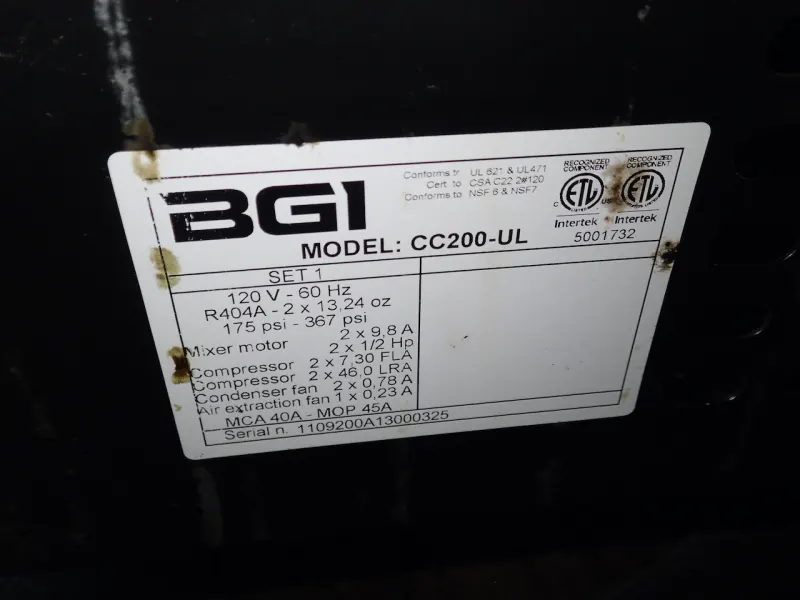 BGI
Conforms to UL 621 & UL471
Cert. to CSA C22.2#120
Conforms to NSF 6 & NSF7
RECOGNIZED COMPONENT
RECOGNIZED COMPONENT
C ETL US
ETL
Intertek
Intertek
5001732
MODEL: CC200-UL
SET 1
120 V - 60 Hz
R404A - 2 x 13,24 oz
175 psi - 367 psi
Mixer motor 2 x 9,8 A
2 x 1/2 Hp
Compressor 2 x 7,30 FLA
Compressor 2 x 46,0 LRA
Condenser fan 2 x 0,78 A
Air extraction fan 1 x 0,23 A
MCA 40A - MOP 45A
Serial n. 1109200A13000325